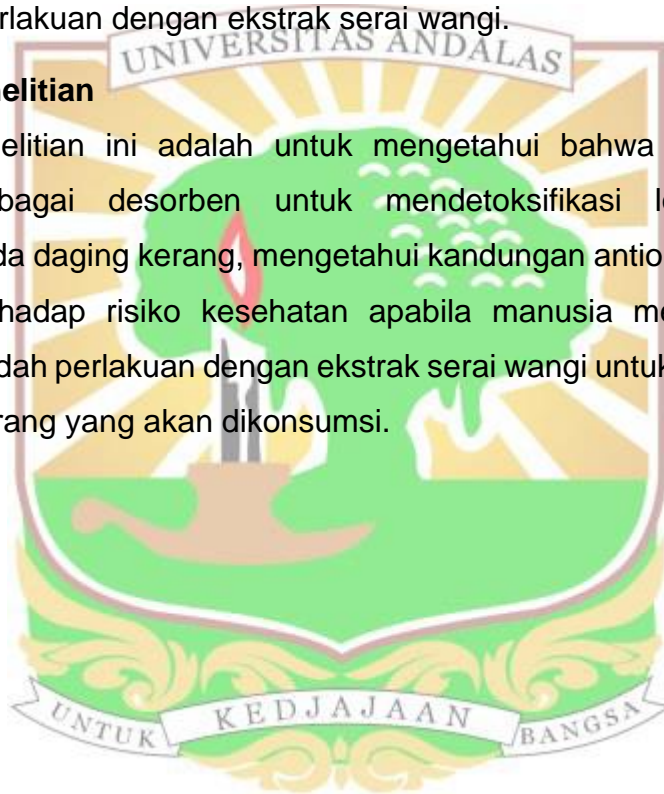 rlakuan dengan ekstrak serai wangi.
UNIVERSITAS ANDALAS
elitian
elitian ini adalah untuk mengetahui bahwa
bagai desorben untuk mendetoksifikasi l
da daging kerang, mengetahui kandungan antio
hadap risiko kesehatan apabila manusia me
dah perlakuan dengan ekstrak serai wangi untuk
rang yang akan dikonsumsi.
UNTUK KEDJAJAAN BANGSA